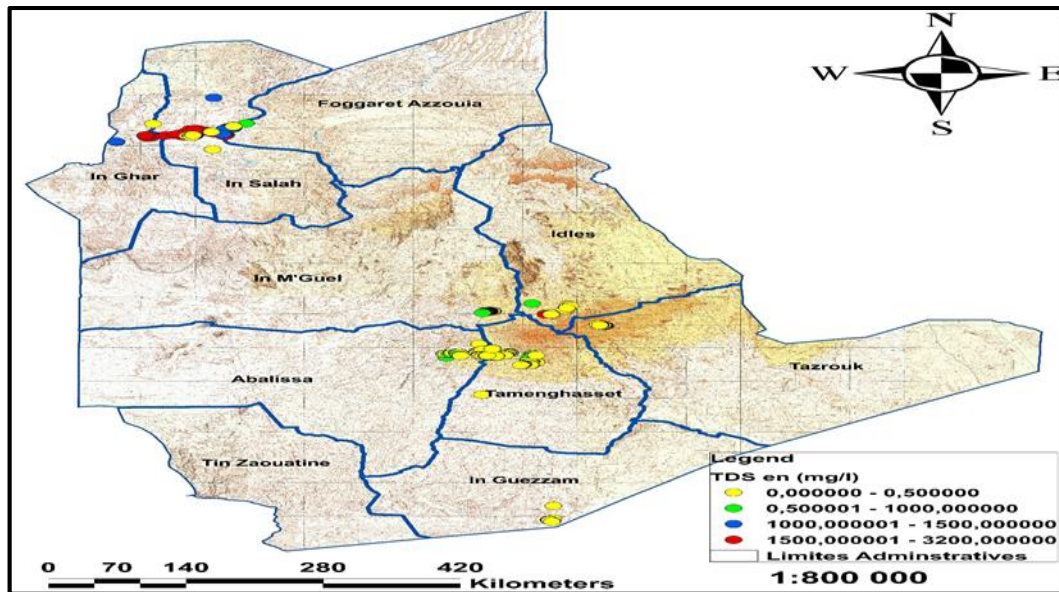 N
W E
S
Foggaret Azzouia
In Ghar
In Salah
Idles
In M'Guel
Abalissa
Tazrouk
Tamenghasset
Tin Zaouatine
In Guezzam
Legend
TDS en (mg/l)
0,000000 - 0,500000
0,500001 - 1000,000000
1000,000001 - 1500,000000
1500,000001 - 3200,000000
Limites Adminstratives
0 70 140 280 420
Kilometers
1:800 000